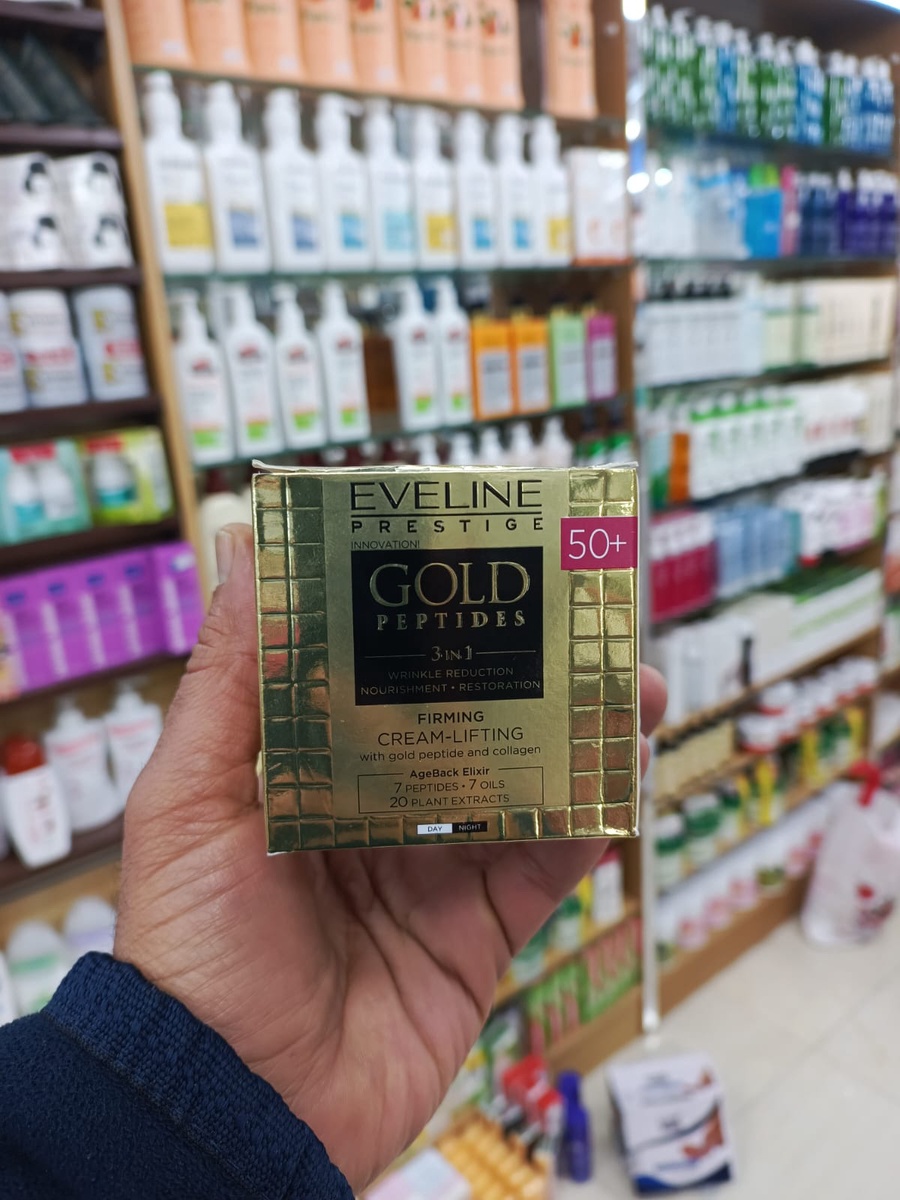 EVELINE
PRESTIGE
INNOVATION!
50+
GOLD
PEPTIDES
3 IN 1
WRINKLE REDUCTION
NOURISHMENT • RESTORATION
FIRMING
CREAM-LIFTING
with gold peptide and collagen
AgeBack Elixir
7 PEPTIDES • 7 OILS
20 PLANT EXTRACTS
DAY NIGHT